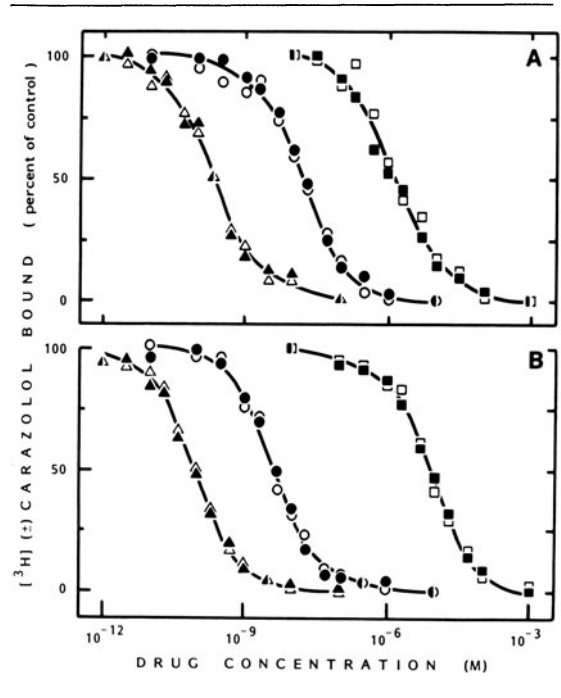 A
100
50
0
B
100
50
0
[³H] (±) CARAZOLOL BOUND (percent of control)
10⁻¹² 10⁻⁹ 10⁻⁶ 10⁻³
DRUG CONCENTRATION (M)